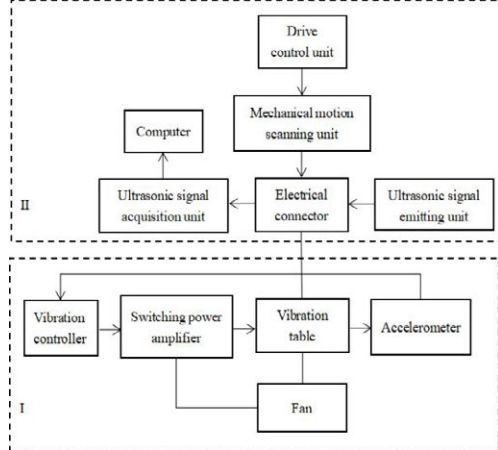 Drive
control unit
Mechanical motion
scanning unit
Computer
Ultrasonic signal
acquisition unit
Electrical
connector
Ultrasonic signal
emitting unit
II
Vibration
controller
Switching power
amplifier
Vibration
table
Accelerometer
Fan
I